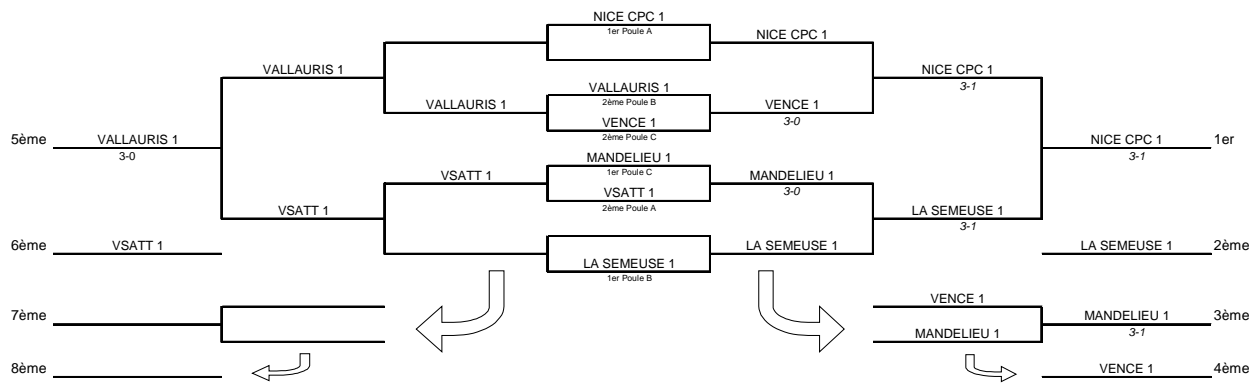 NICE CPC 1
1er Poule A
NICE CPC 1
VALLAURIS 1
NICE CPC 1
3-1
VALLAURIS 1
VALLAURIS 1
2ème Poule B
VENCE 1
3-0
VENCE 1
2ème Poule C
5ème
VALLAURIS 1
3-0
NICE CPC 1
3-1
1er
MANDELIEU 1
1er Poule C
VSATT 1
MANDELIEU 1
3-0
VSATT 1
2ème Poule A
VSATT 1
LA SEMEUSE 1
3-1
6ème
VSATT 1
LA SEMEUSE 1
LA SEMEUSE 1
2ème
LA SEMEUSE 1
1er Poule B
VENCE 1
7ème
MANDELIEU 1
3-1
3ème
MANDELIEU 1
8ème
VENCE 1
4ème